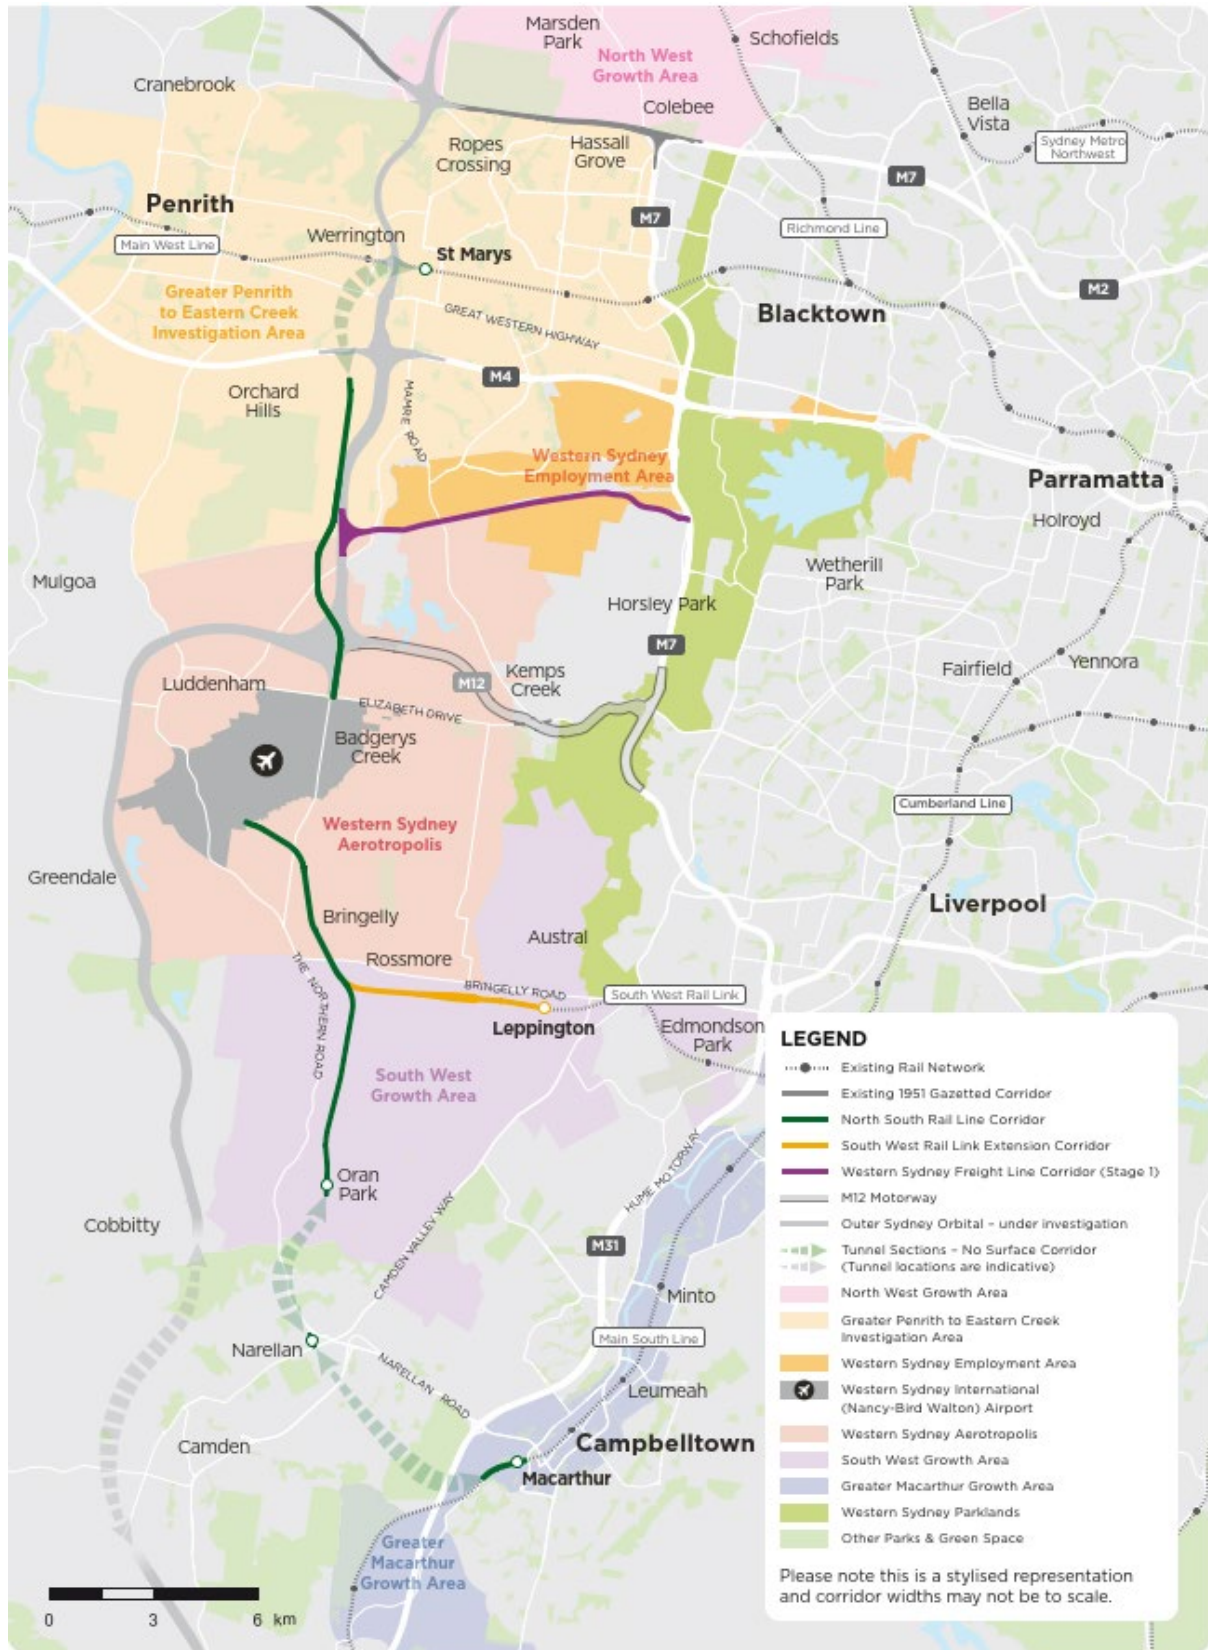 Marsden
Park
Schofields
North West
Growth Area
Cranebrook
Colebee
Bella
Vista
Ropes
Crossing
Hassall
Grove
Sydney Metro
Northwest
M7
Penrith
M7
Richmond Line
Main West Line
Werrington
St Marys
M2
Greater Penrith
to Eastern Creek
Investigation Area
GREAT WESTERN HIGHWAY
Blacktown
Orchard
Hills
M4
MAMRE ROAD
Western Sydney
Employment Area
Parramatta
Holroyd
Mulgoa
Wetherill
Park
Horsley Park
M7
Luddenham
M12
Kemps
Creek
Fairfield
Yennora
ELIZABETH DRIVE
Badgerys
Creek
Cumberland Line
Western Sydney
Aerotropolis
Greendale
Bringelly
Liverpool
Austral
Rossmore
THE NORTHERN ROAD
BRINGELLY ROAD
South West Rail Link
Leppington
Edmondson
Park
South West
Growth Area
Oran
Park
HUME MOTORWAY
Cobbitty
CAMDEN VALLEY WAY
M31
Minto
Main South Line
Narellan
NARELLAN ROAD
Leumeah
Camden
Campbelltown
Macarthur
Greater
Macarthur
Growth Area
0 3 6 km
LEGEND
Existing Rail Network
Existing 1951 Gazetted Corridor
North South Rail Line Corridor
South West Rail Link Extension Corridor
Western Sydney Freight Line Corridor (Stage 1)
M12 Motorway
Outer Sydney Orbital – under investigation
Tunnel Sections – No Surface Corridor
(Tunnel locations are indicative)
North West Growth Area
Greater Penrith to Eastern Creek
Investigation Area
Western Sydney Employment Area
Western Sydney International
(Nancy-Bird Walton) Airport
Western Sydney Aerotropolis
South West Growth Area
Greater Macarthur Growth Area
Western Sydney Parklands
Other Parks & Green Space
Please note this is a stylised representation
and corridor widths may not be to scale.